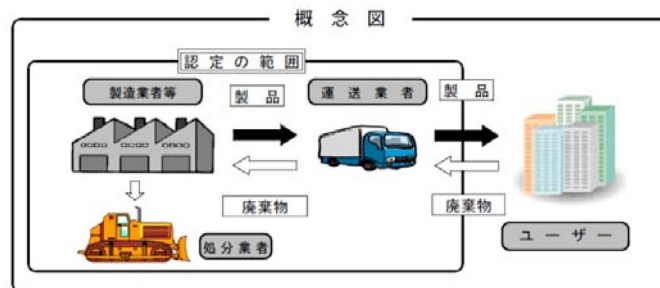 概念図
認定の範囲
製造業者等
製品
運送業者
製品
廃棄物
廃棄物
処分業者
ユーザー